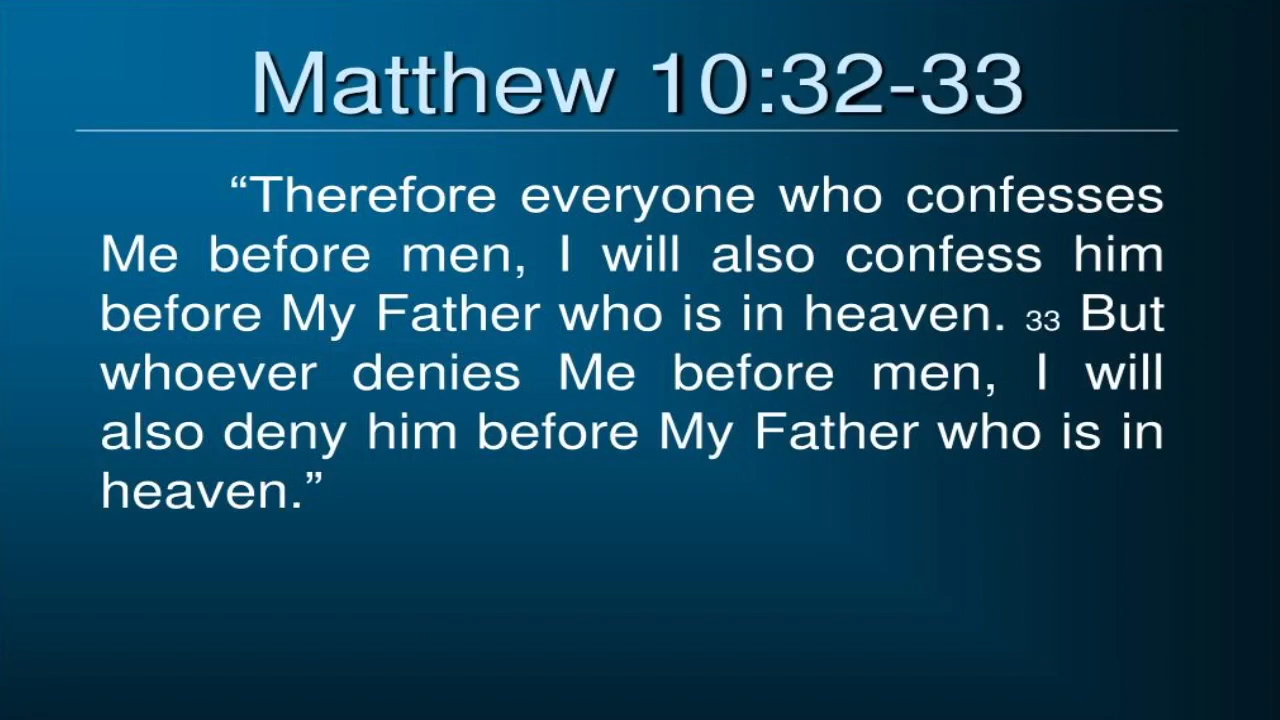 Matthew 10:32-33
“Therefore everyone who confesses
Me before men, I will also confess him
before My Father who is in heaven. 33 But
whoever denies Me before men, I will
also deny him before My Father who is in
heaven.”